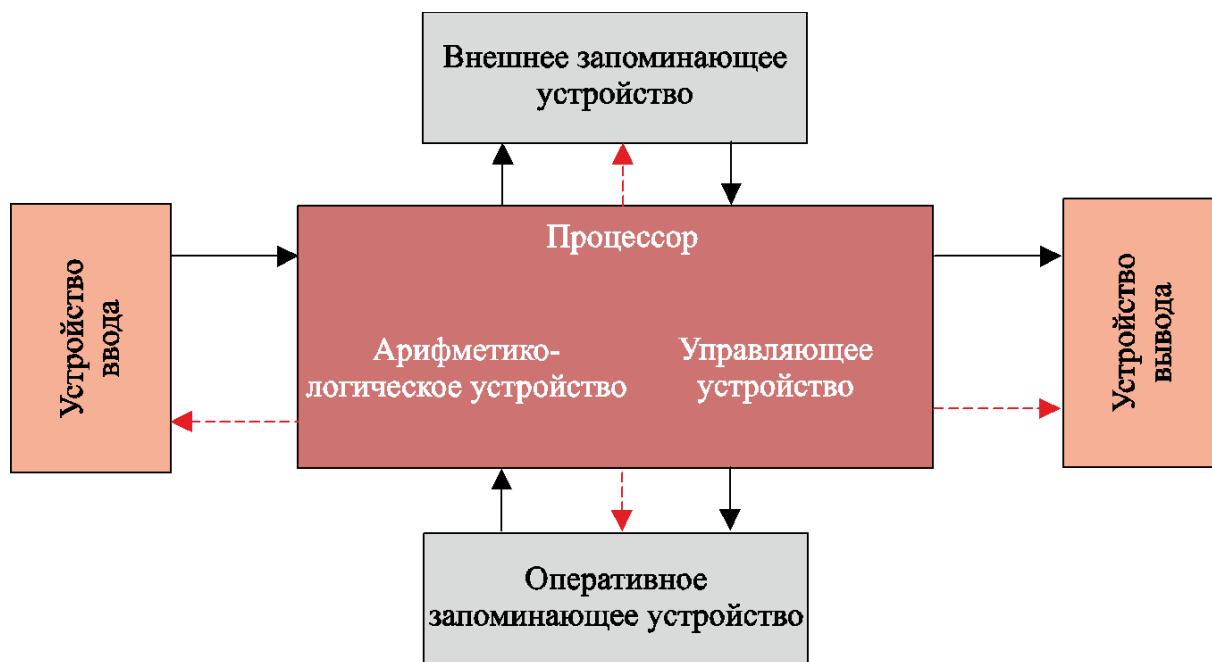 Внешнее запоминающее
устройство
Устройство
ввода
Процессор
Арифметико-
логическое устройство
Управляющее
устройство
Устройство
вывода
Оперативное
запоминающее устройство